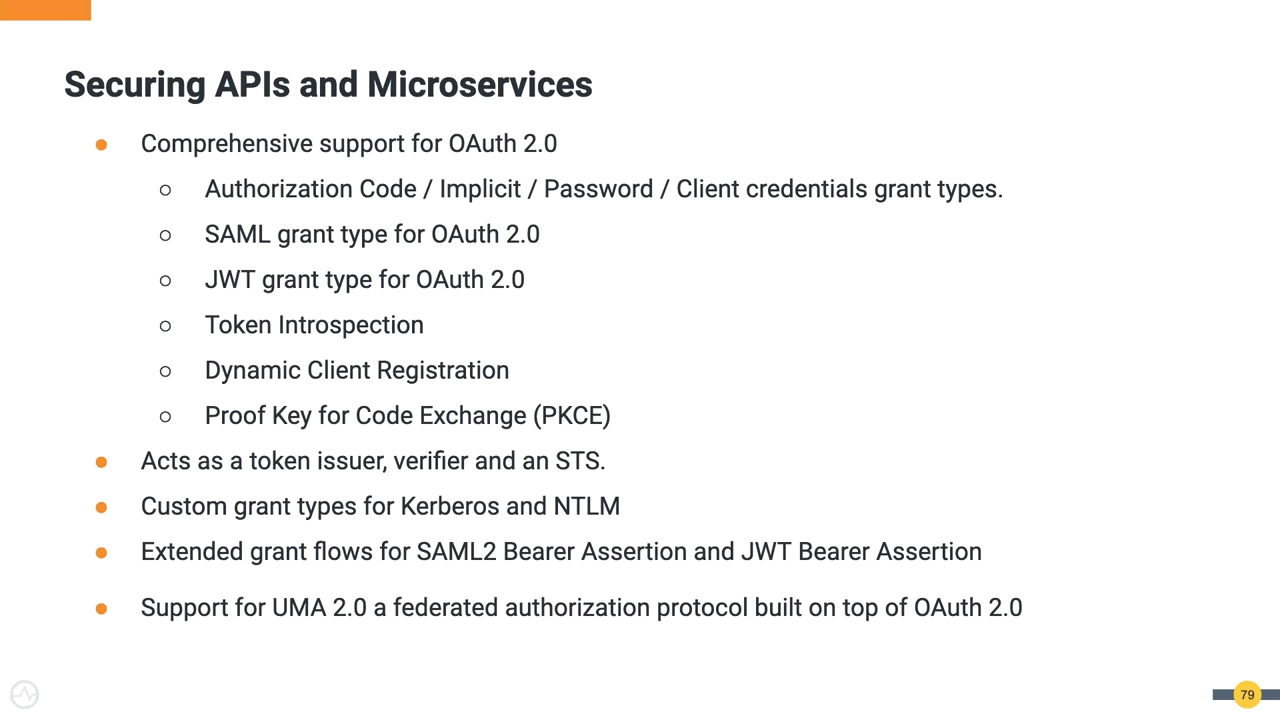 Securing APIs and Microservices
● Comprehensive support for OAuth 2.0
○ Authorization Code / Implicit / Password / Client credentials grant types.
○ SAML grant type for OAuth 2.0
○ JWT grant type for OAuth 2.0
○ Token Introspection
○ Dynamic Client Registration
○ Proof Key for Code Exchange (PKCE)
● Acts as a token issuer, verifier and an STS.
● Custom grant types for Kerberos and NTLM
● Extended grant flows for SAML2 Bearer Assertion and JWT Bearer Assertion
● Support for UMA 2.0 a federated authorization protocol built on top of OAuth 2.0
79